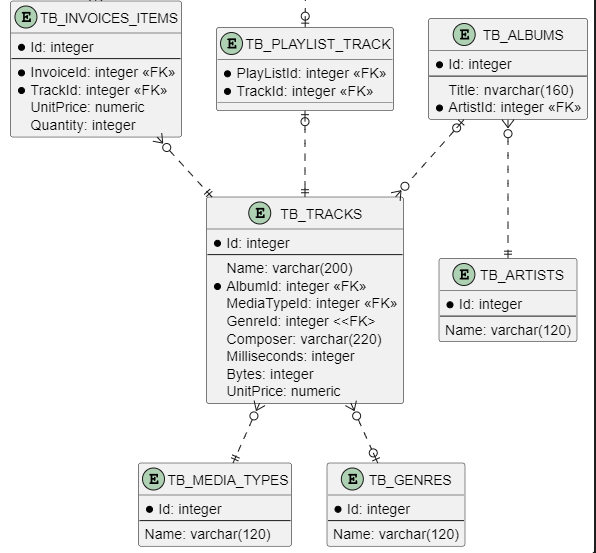 E TB_INVOICES_ITEMS
Id: integer
InvoiceId: integer «FK»
TrackId: integer «FK»
UnitPrice: numeric
Quantity: integer
E TB_PLAYLIST_TRACK
PlayListId: integer «FK»
TrackId: integer «FK»
E TB_ALBUMS
Id: integer
Title: nvarchar(160)
ArtistId: integer «FK»
E TB_TRACKS
Id: integer
Name: varchar(200)
AlbumId: integer «FK»
MediaTypeId: integer «FK»
GenreId: integer <<FK>
Composer: varchar(220)
Milliseconds: integer
Bytes: integer
UnitPrice: numeric
E TB_ARTISTS
Id: integer
Name: varchar(120)
E TB_MEDIA_TYPES
Id: integer
Name: varchar(120)
E TB_GENRES
Id: integer
Name: varchar(120)